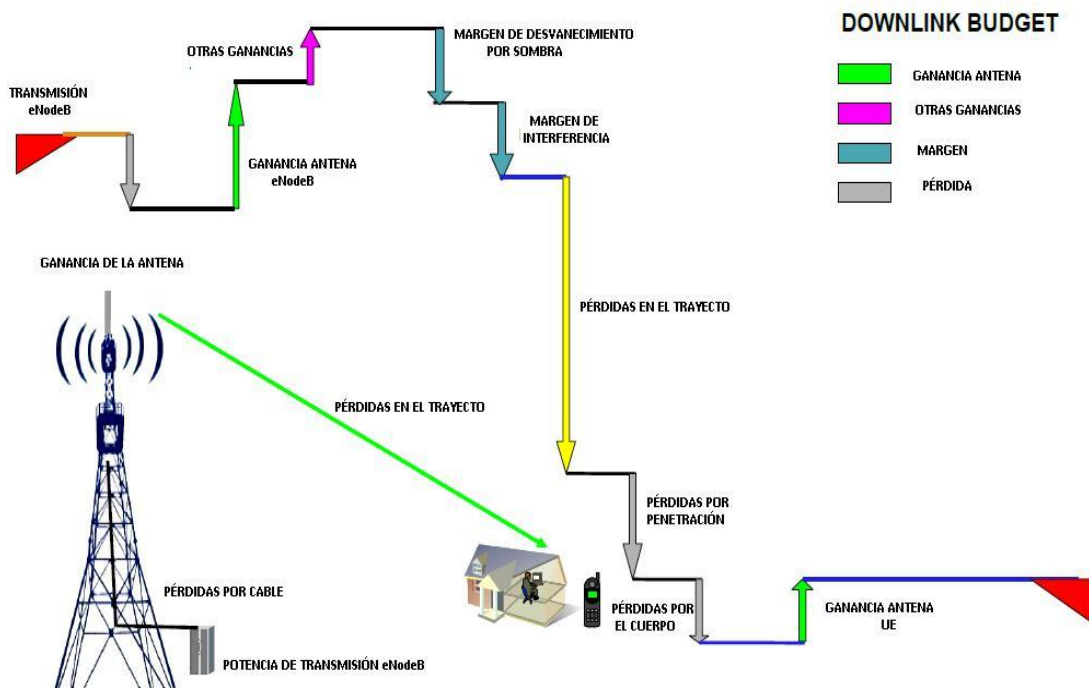 DOWNLINK BUDGET
GANANCIA ANTENA
OTRAS GANANCIAS
MARGEN
PÉRDIDA
TRANSMISIÓN
eNodeB
OTRAS GANANCIAS
MARGEN DE DESVANECIMIENTO
POR SOMBRA
GANANCIA ANTENA
eNodeB
MARGEN DE
INTERFERENCIA
GANANCIA DE LA ANTENA
PÉRDIDAS EN EL TRAYECTO
PÉRDIDAS EN EL TRAYECTO
PÉRDIDAS POR
PENETRACIÓN
PÉRDIDAS POR CABLE
PÉRDIDAS POR
EL CUERPO
GANANCIA ANTENA
UE
POTENCIA DE TRANSMISIÓN eNodeB